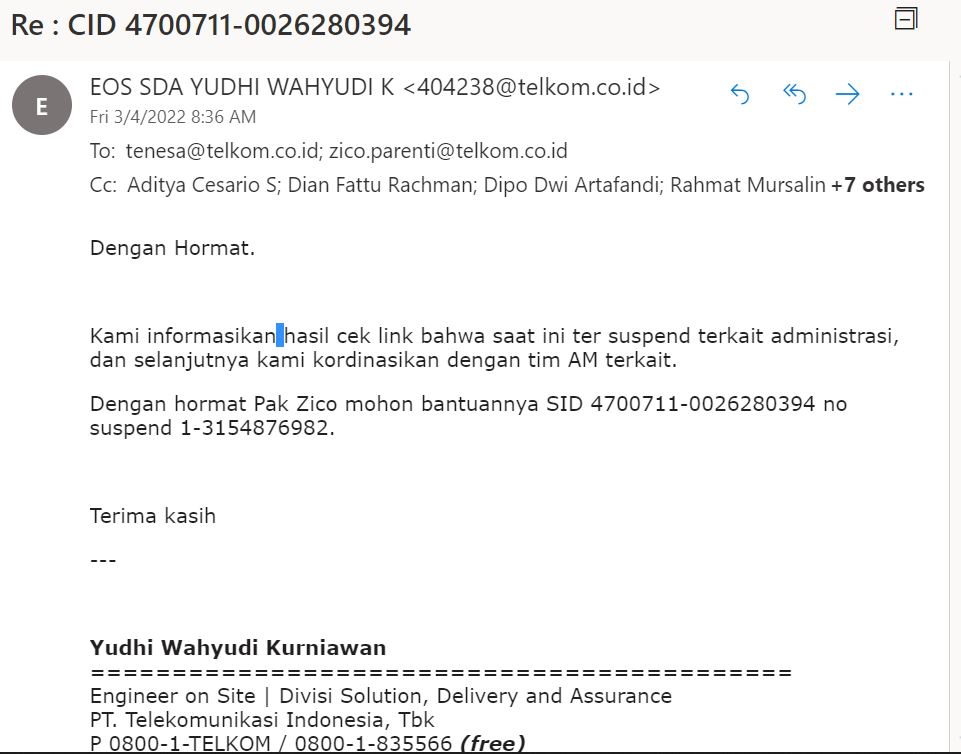 Re : CID 4700711-0026280394
E
EOS SDA YUDHI WAHYUDI K <404238@telkom.co.id>
Fri 3/4/2022 8:36 AM
To: tenesa@telkom.co.id; zico.parenti@telkom.co.id
Cc: Aditya Cesario S; Dian Fattu Rachman; Dipo Dwi Artafandi; Rahmat Mursalin +7 others
Dengan Hormat.
Kami informasikan hasil cek link bahwa saat ini ter suspend terkait administrasi,
dan selanjutnya kami kordinasikan dengan tim AM terkait.
Dengan hormat Pak Zico mohon bantuannya SID 4700711-0026280394 no
suspend 1-3154876982.
Terima kasih
---
Yudhi Wahyudi Kurniawan
===========================================
Engineer on Site | Divisi Solution, Delivery and Assurance
PT. Telekomunikasi Indonesia, Tbk
P 0800-1-TELKOM / 0800-1-835566 (free)